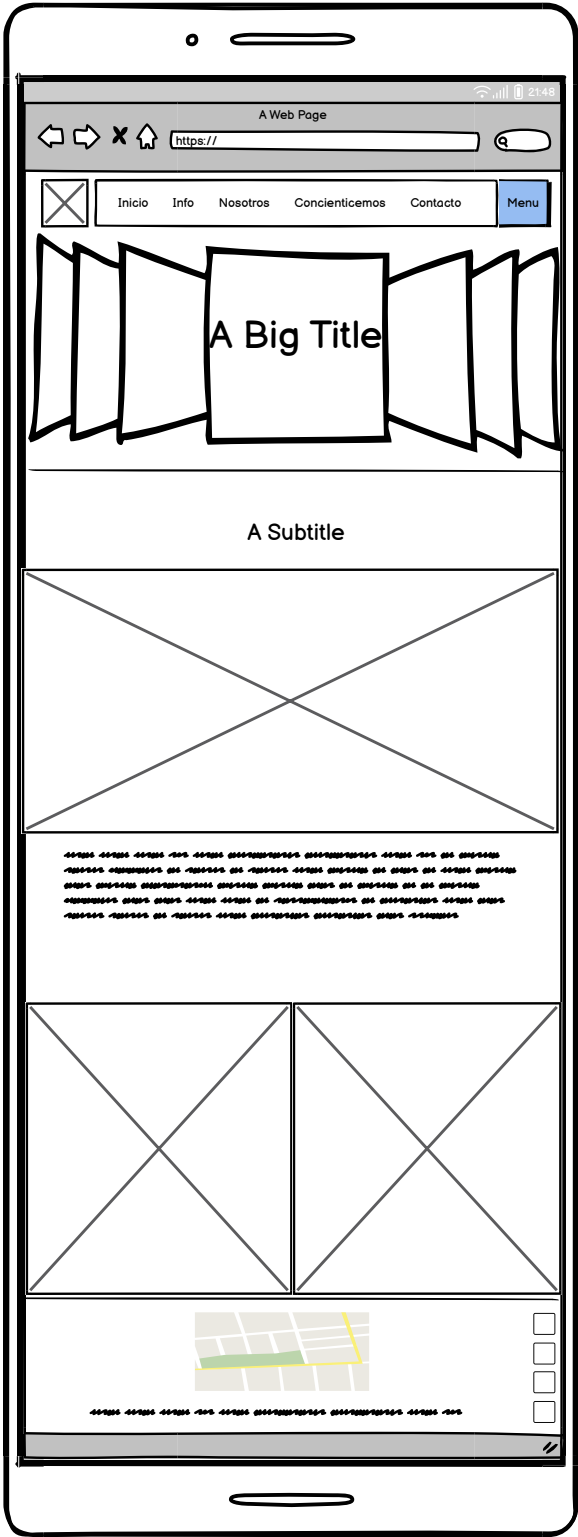 21:48
A Web Page
https://
Inicio Info Nosotros Concienticemos Contacto Menu
A Big Title
A Subtitle